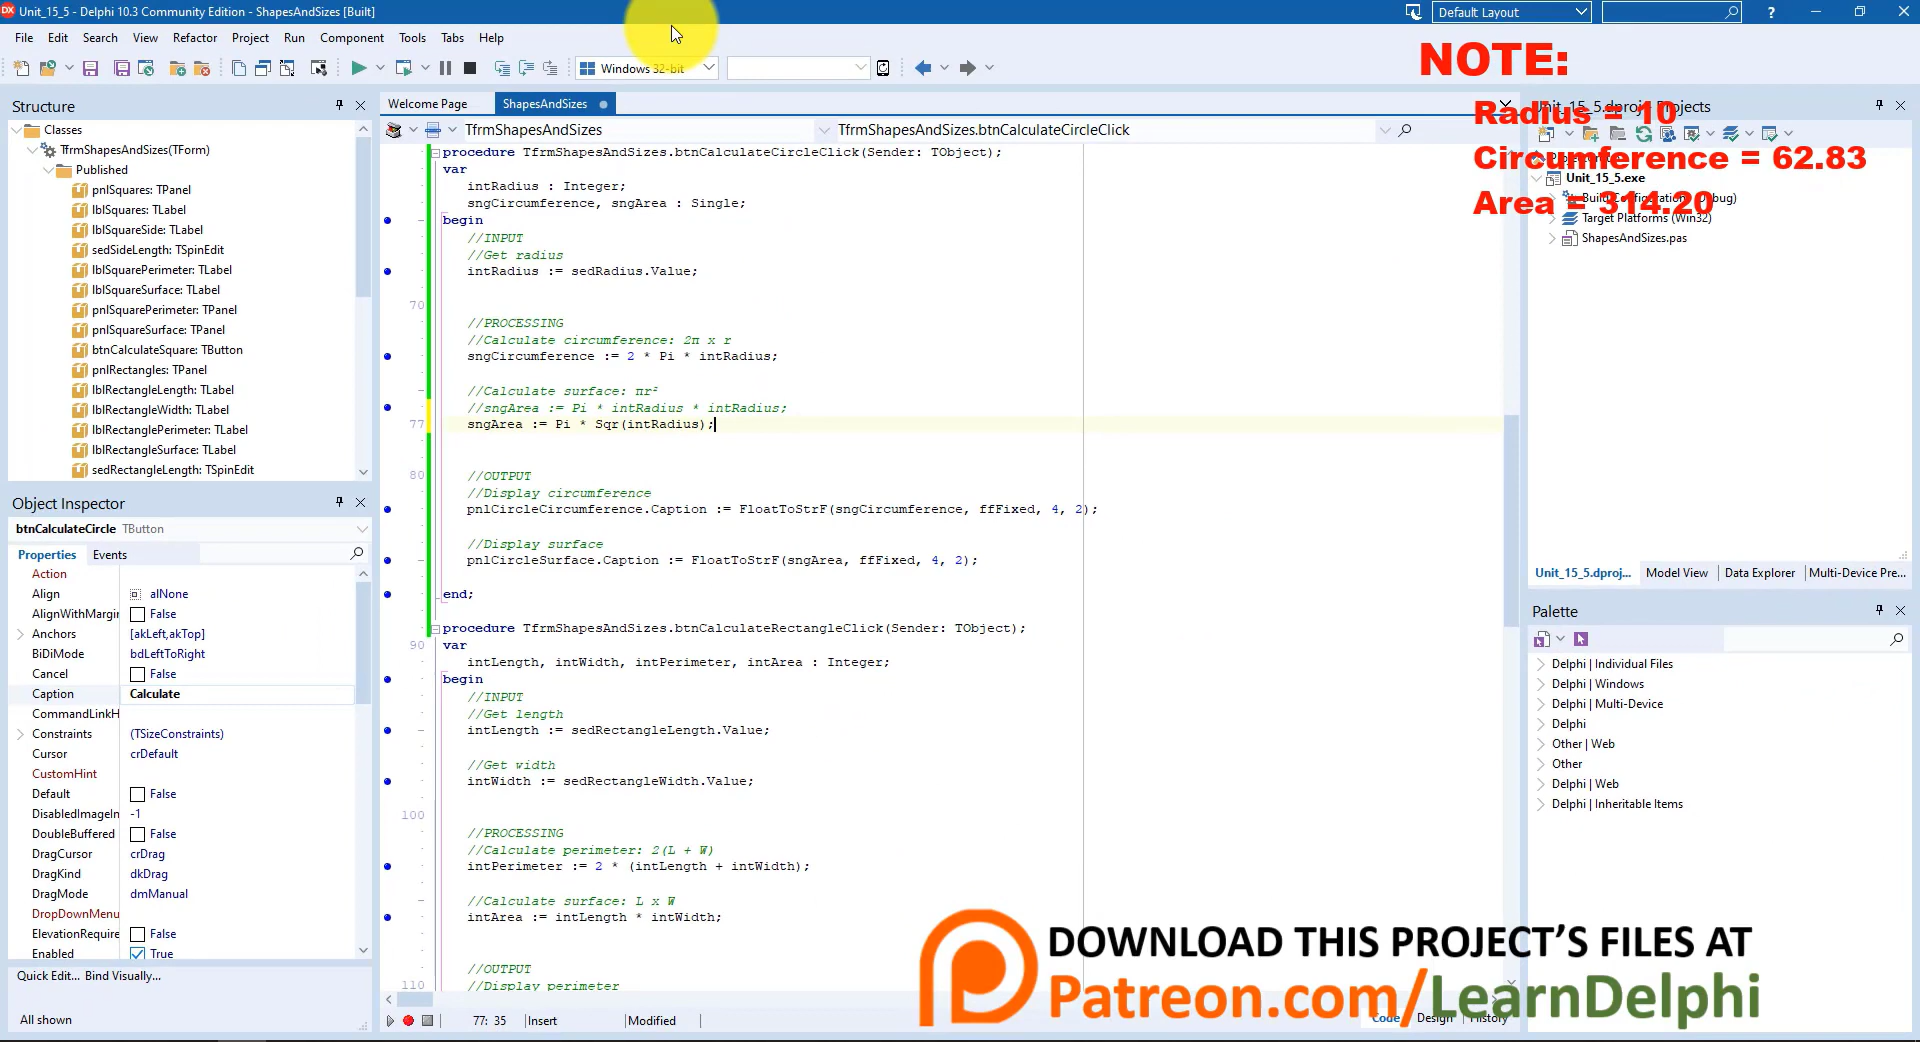 Unit_15_5 - Delphi 10.3 Community Edition - ShapesAndSizes [Built]
Default Layout
File Edit Search View Refactor Project Run Component Tools Tabs Help
Windows 32-bit
NOTE:
Radius = 10
Circumference = 62.83
Area = 314.20
Structure
Classes
TfrmShapesAndSizes(TForm)
Published
pnlSquares: TPanel
lblSquares: TLabel
lblSquareSide: TLabel
sedSideLength: TSpinEdit
lblSquarePerimeter: TLabel
lblSquareSurface: TLabel
pnlSquarePerimeter: TPanel
pnlSquareSurface: TPanel
btnCalculateSquare: TButton
pnlRectangles: TPanel
lblRectangleLength: TLabel
lblRectangleWidth: TLabel
lblRectanglePerimeter: TLabel
lblRectangleSurface: TLabel
sedRectangleLength: TSpinEdit
Object Inspector
btnCalculateCircle TButton
Properties Events
Action
Align alNone
AlignWithMargir False
Anchors [akLeft,akTop]
BiDiMode bdLeftToRight
Cancel False
Caption Calculate
CommandLinkH
Constraints (TSizeConstraints)
Cursor crDefault
CustomHint
Default False
DisabledImageIn -1
DoubleBuffered False
DragCursor crDrag
DragKind dkDrag
DragMode dmManual
DropDownMenu
ElevationRequire False
Enabled True
Quick Edit... Bind Visually...
All shown
Welcome Page ShapesAndSizes
TfrmShapesAndSizes TfrmShapesAndSizes.btnCalculateCircleClick
procedure TfrmShapesAndSizes.btnCalculateCircleClick(Sender: TObject);
var
intRadius : Integer;
sngCircumference, sngArea : Single;
begin
//INPUT
//Get radius
intRadius := sedRadius.Value;
70
//PROCESSING
//Calculate circumference: 2π x r
sngCircumference := 2 * Pi * intRadius;
//Calculate surface: πr²
//sngArea := Pi * intRadius * intRadius;
77 sngArea := Pi * Sqr(intRadius);
80 //OUTPUT
//Display circumference
pnlCircleCircumference.Caption := FloatToStrF(sngCircumference, ffFixed, 4, 2);
//Display surface
pnlCircleSurface.Caption := FloatToStrF(sngArea, ffFixed, 4, 2);
end;
procedure TfrmShapesAndSizes.btnCalculateRectangleClick(Sender: TObject);
90 var
intLength, intWidth, intPerimeter, intArea : Integer;
begin
//INPUT
//Get length
intLength := sedRectangleLength.Value;
//Get width
intWidth := sedRectangleWidth.Value;
100
//PROCESSING
//Calculate perimeter: 2(L + W)
intPerimeter := 2 * (intLength + intWidth);
//Calculate surface: L x W
intArea := intLength * intWidth;
//OUTPUT
110 //Display perimeter
77: 35 Insert Modified Code Design History
Unit_15_5.dproj - Projects
Unit_15_5.exe
Build Configurations (Debug)
Target Platforms (Win32)
ShapesAndSizes.pas
Unit_15_5.dproj... Model View Data Explorer Multi-Device Pre...
Palette
Delphi | Individual Files
Delphi | Windows
Delphi | Multi-Device
Delphi
Other | Web
Other
Delphi | Web
Delphi | Inheritable Items
DOWNLOAD THIS PROJECT'S FILES AT
Patreon.com/LearnDelphi